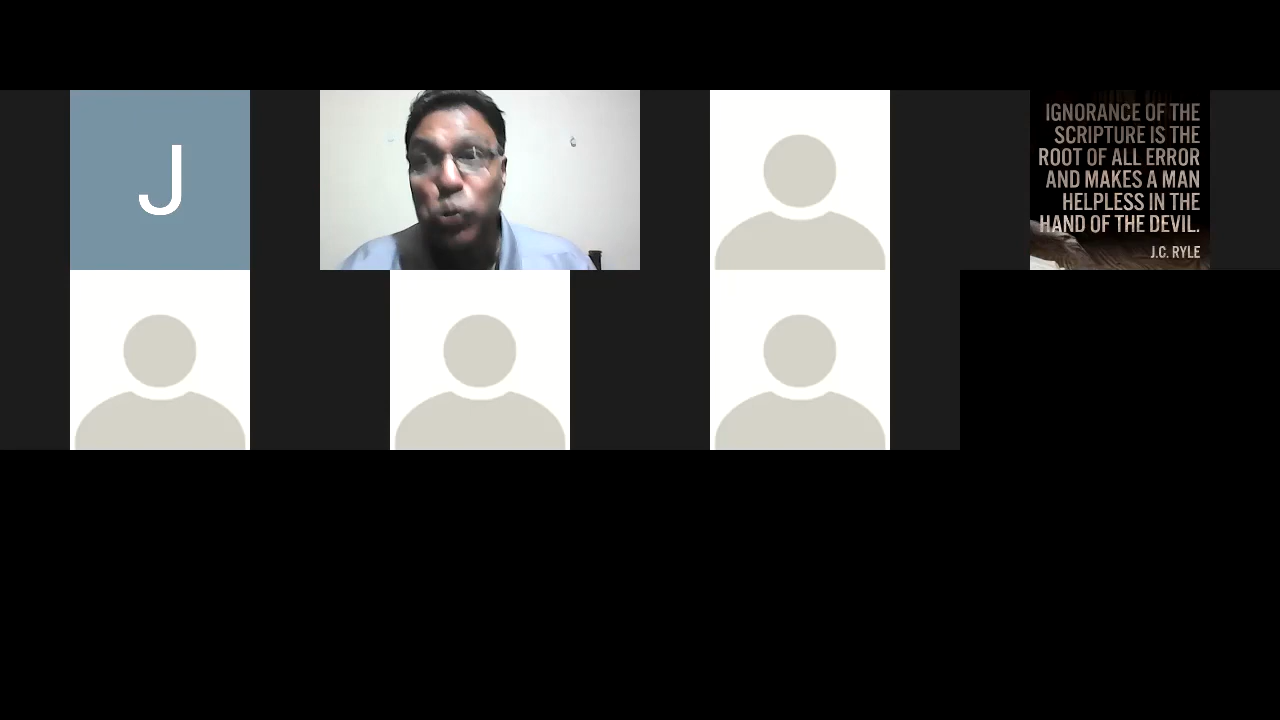 J
IGNORANCE OF THE
SCRIPTURE IS THE
ROOT OF ALL ERROR
AND MAKES A MAN
HELPLESS IN THE
HAND OF THE DEVIL.
J.C. RYLE